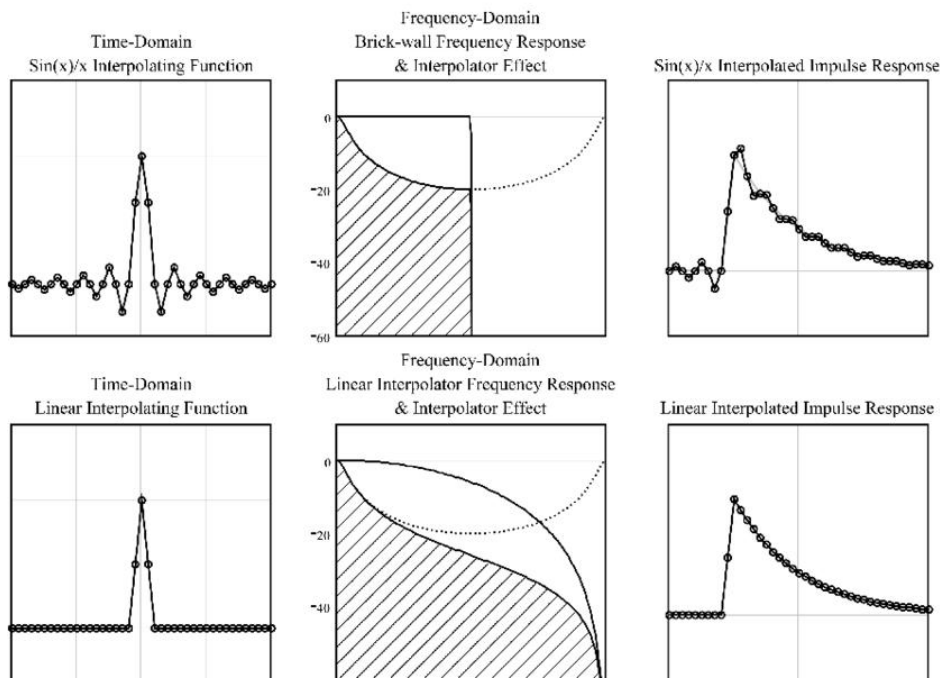 Time-Domain
Sin(x)/x Interpolating Function
Frequency-Domain
Brick-wall Frequency Response
& Interpolator Effect
Sin(x)/x Interpolated Impulse Response
0
-20
-40
-60
Time-Domain
Linear Interpolating Function
Frequency-Domain
Linear Interpolator Frequency Response
& Interpolator Effect
Linear Interpolated Impulse Response
0
-20
-40